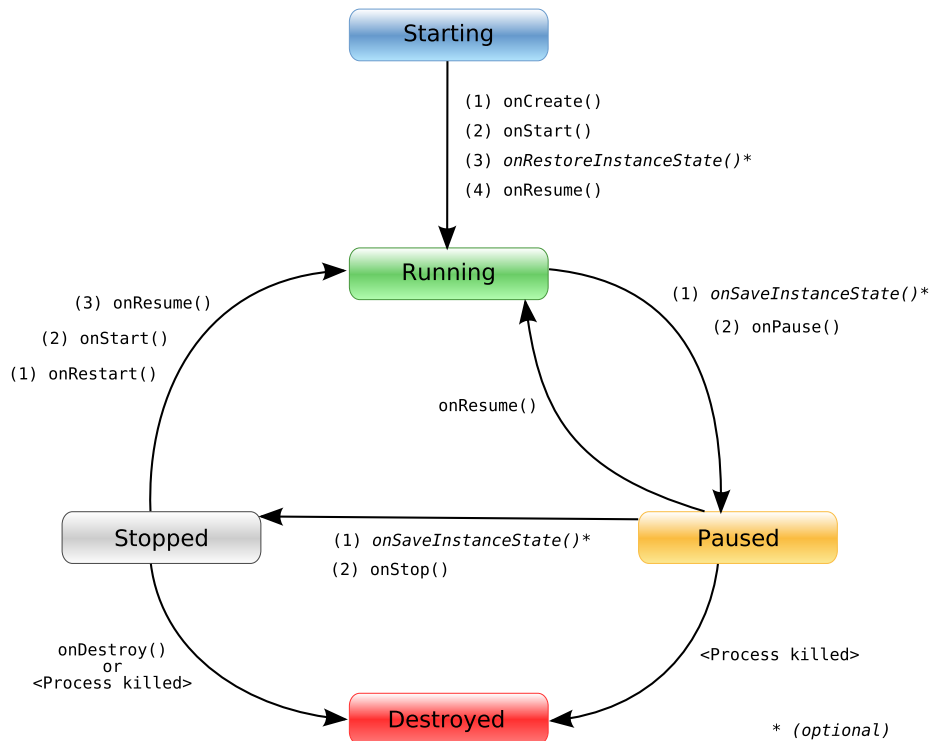 Starting
(1) onCreate()
(2) onStart()
(3) onRestoreInstanceState()*
(4) onResume()
Running
(3) onResume()
(2) onStart()
(1) onRestart()
(1) onSaveInstanceState()*
(2) onPause()
onResume()
Stopped
Paused
(1) onSaveInstanceState()*
(2) onStop()
onDestroy()
or
<Process killed>
<Process killed>
Destroyed
* (optional)